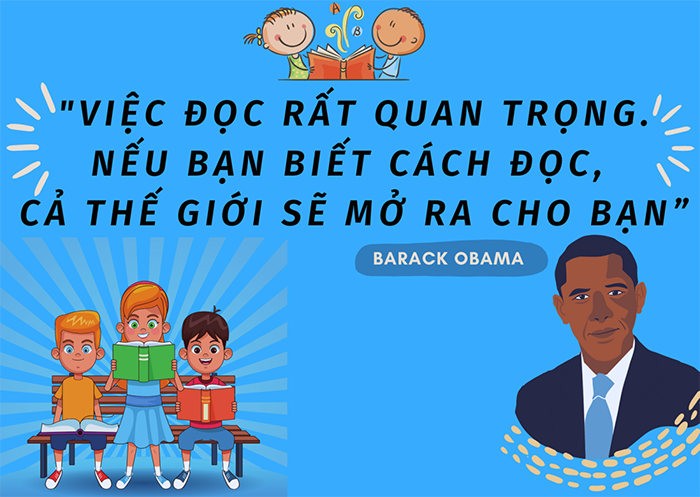 A
B
"VIỆC ĐỌC RẤT QUAN TRỌNG.
NẾU BẠN BIẾT CÁCH ĐỌC,
CẢ THẾ GIỚI SẼ MỞ RA CHO BẠN”
BARACK OBAMA